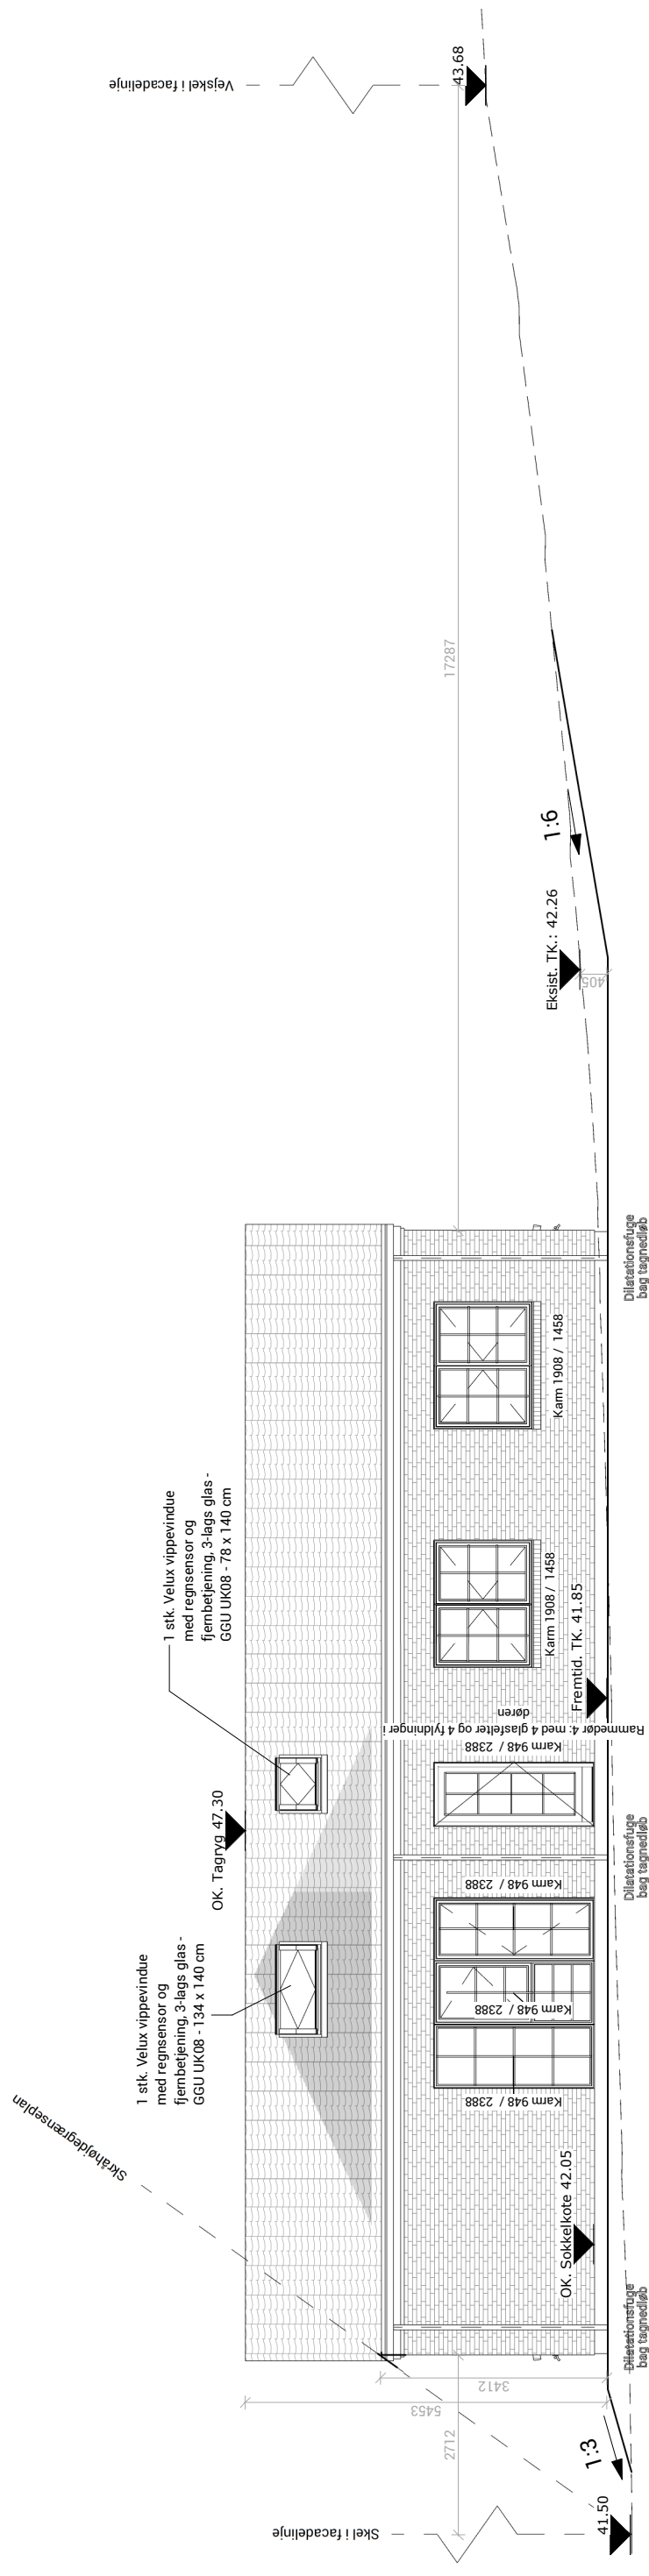 Vejskel i facadelinje
43.68
17287
1:6
Eksist. TK.: 42.26
405
Dilatationsfuge
bag tagnedløb
Karm 1908 / 1458
1 stk. Velux vippevindue
med regnsensor og
fjernbetjening, 3-lags glas -
GGU UK08 - 78 x 140 cm
Karm 1908 / 1458
Fremtid. TK. 41.85
Rammedør 4: med 4 glasfelter og 4 fyldninger i
døren
Karm 948 / 2388
OK. Tagryg 47.30
Dilatationsfuge
bag tagnedløb
Karm 948 / 2388
1 stk. Velux vippevindue
med regnsensor og
fjernbetjening, 3-lags glas -
GGU UK08 - 134 x 140 cm
Karm 948 / 2388
Karm 948 / 2388
Skråhøjdegrænseplan
OK. Sokkelkote 42.05
Dilatationsfuge
bag tagnedløb
3412
5453
2712
1:3
41.50
Skel i facadelinje